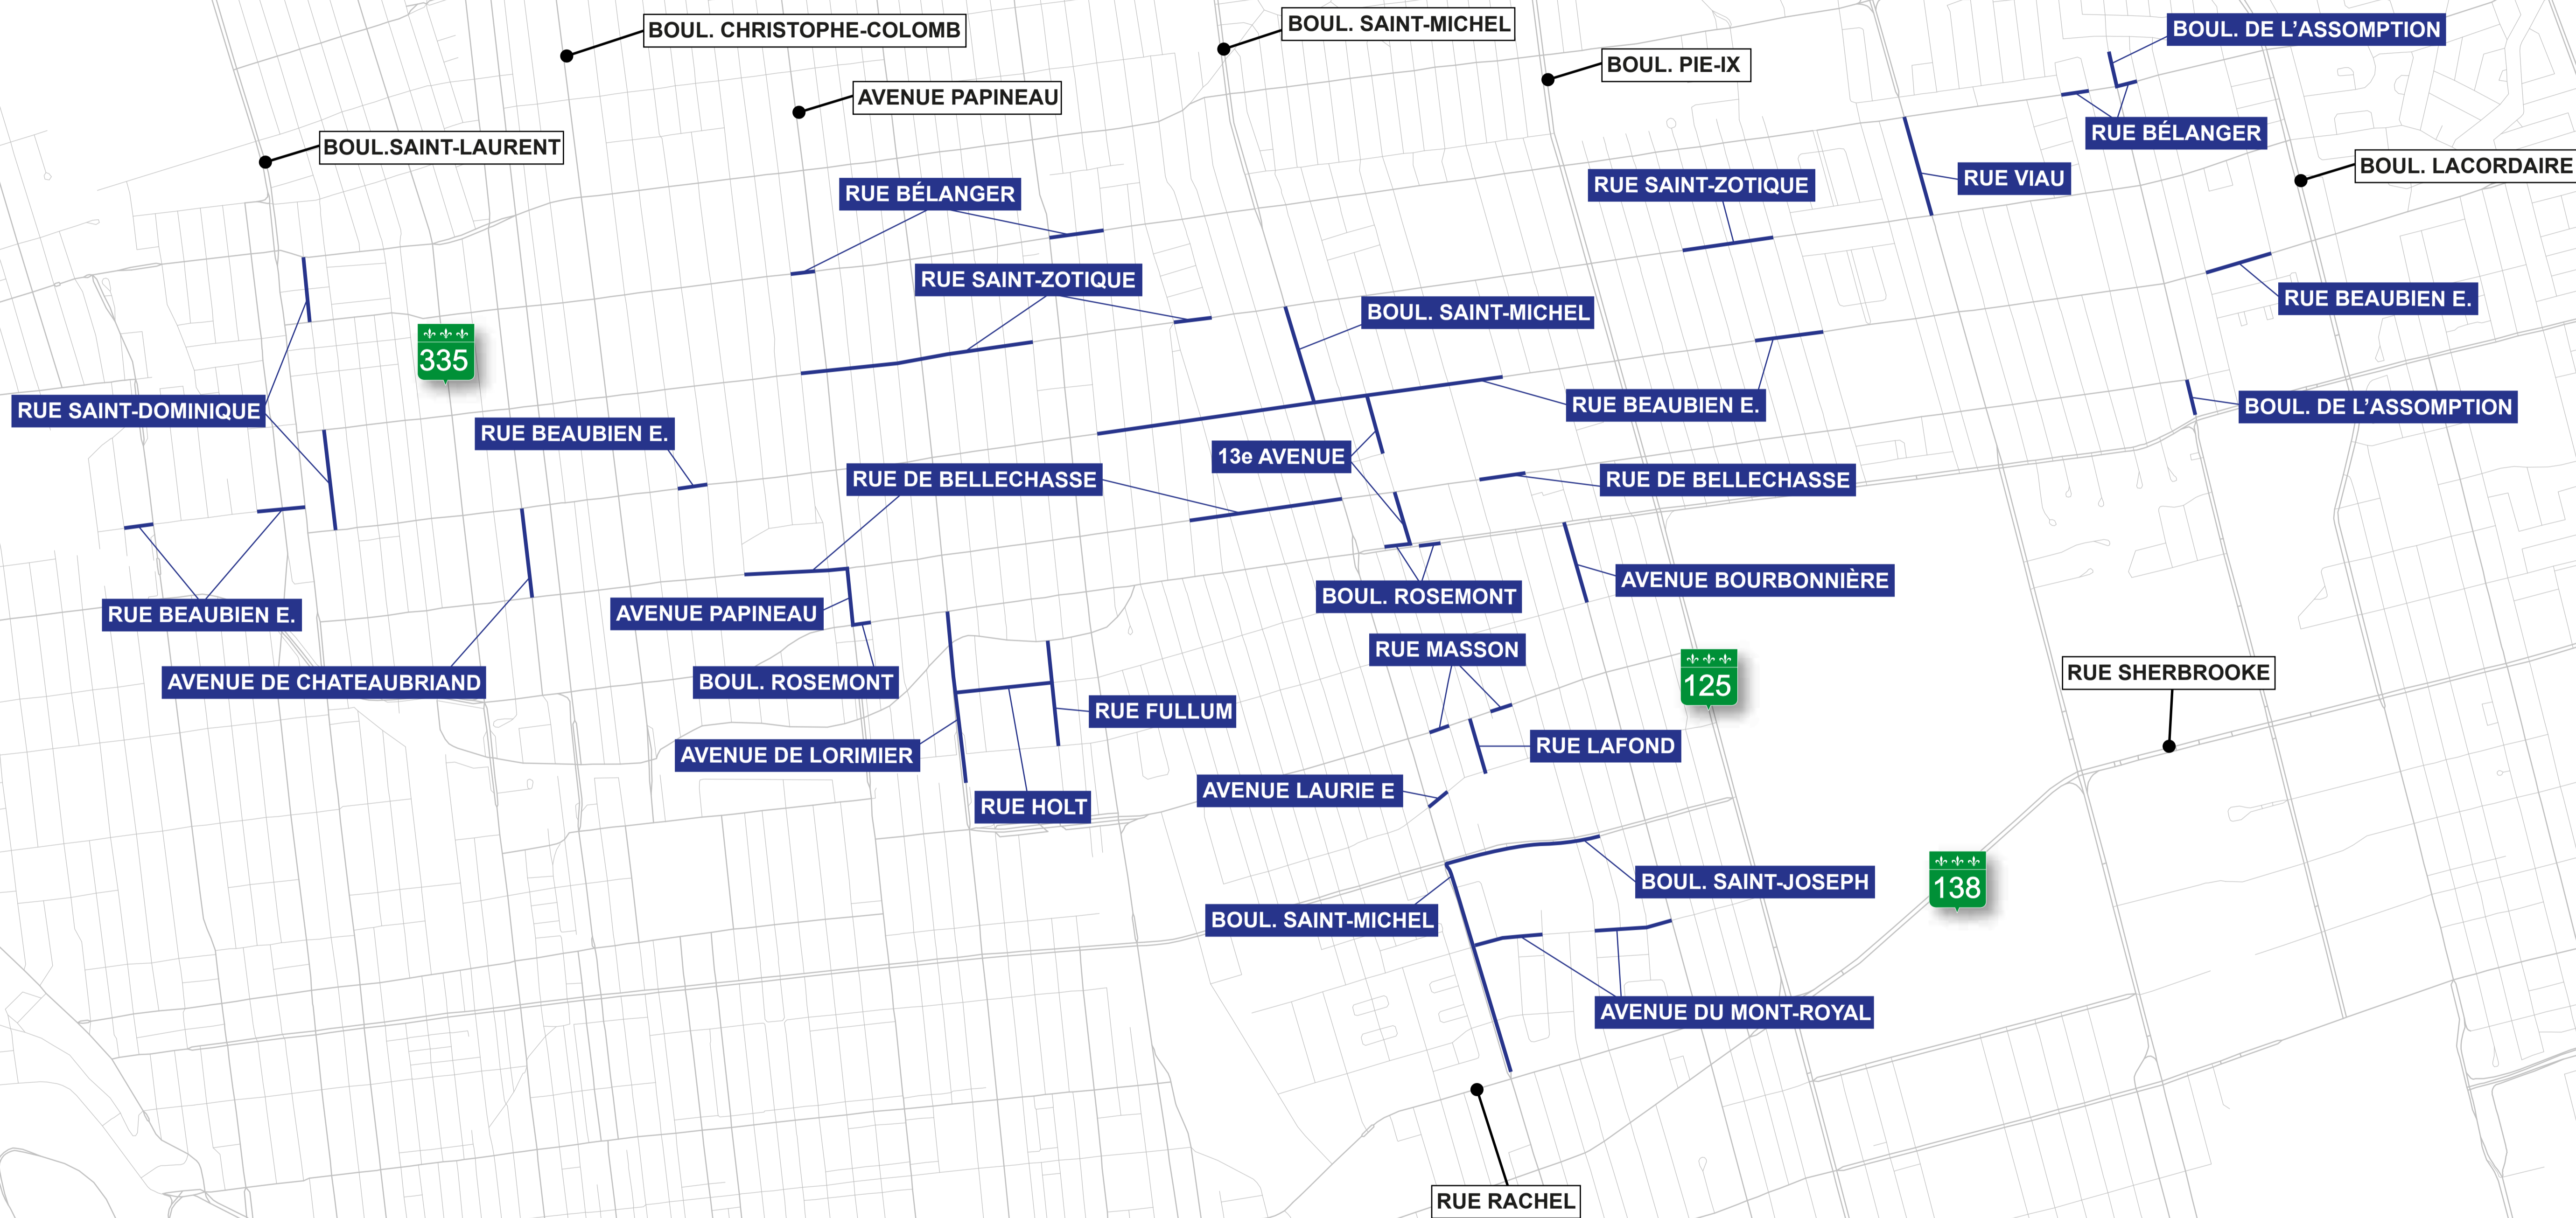 BOUL. CHRISTOPHE-COLOMB
BOUL. SAINT-MICHEL
BOUL. DE L'ASSOMPTION
BOUL. PIE-IX
AVENUE PAPINEAU
RUE BÉLANGER
BOUL.SAINT-LAURENT
BOUL. LACORDAIRE
RUE VIAU
RUE SAINT-ZOTIQUE
RUE BÉLANGER
RUE SAINT-ZOTIQUE
RUE BEAUBIEN E.
BOUL. SAINT-MICHEL
335
RUE BEAUBIEN E.
BOUL. DE L'ASSOMPTION
RUE SAINT-DOMINIQUE
RUE BEAUBIEN E.
13e AVENUE
RUE DE BELLECHASSE
RUE DE BELLECHASSE
AVENUE BOURBONNIÈRE
BOUL. ROSEMONT
RUE BEAUBIEN E.
AVENUE PAPINEAU
RUE MASSON
RUE SHERBROOKE
AVENUE DE CHATEAUBRIAND
BOUL. ROSEMONT
125
RUE FULLUM
RUE LAFOND
AVENUE DE LORIMIER
AVENUE LAURIE E
RUE HOLT
BOUL. SAINT-JOSEPH
138
BOUL. SAINT-MICHEL
AVENUE DU MONT-ROYAL
RUE RACHEL